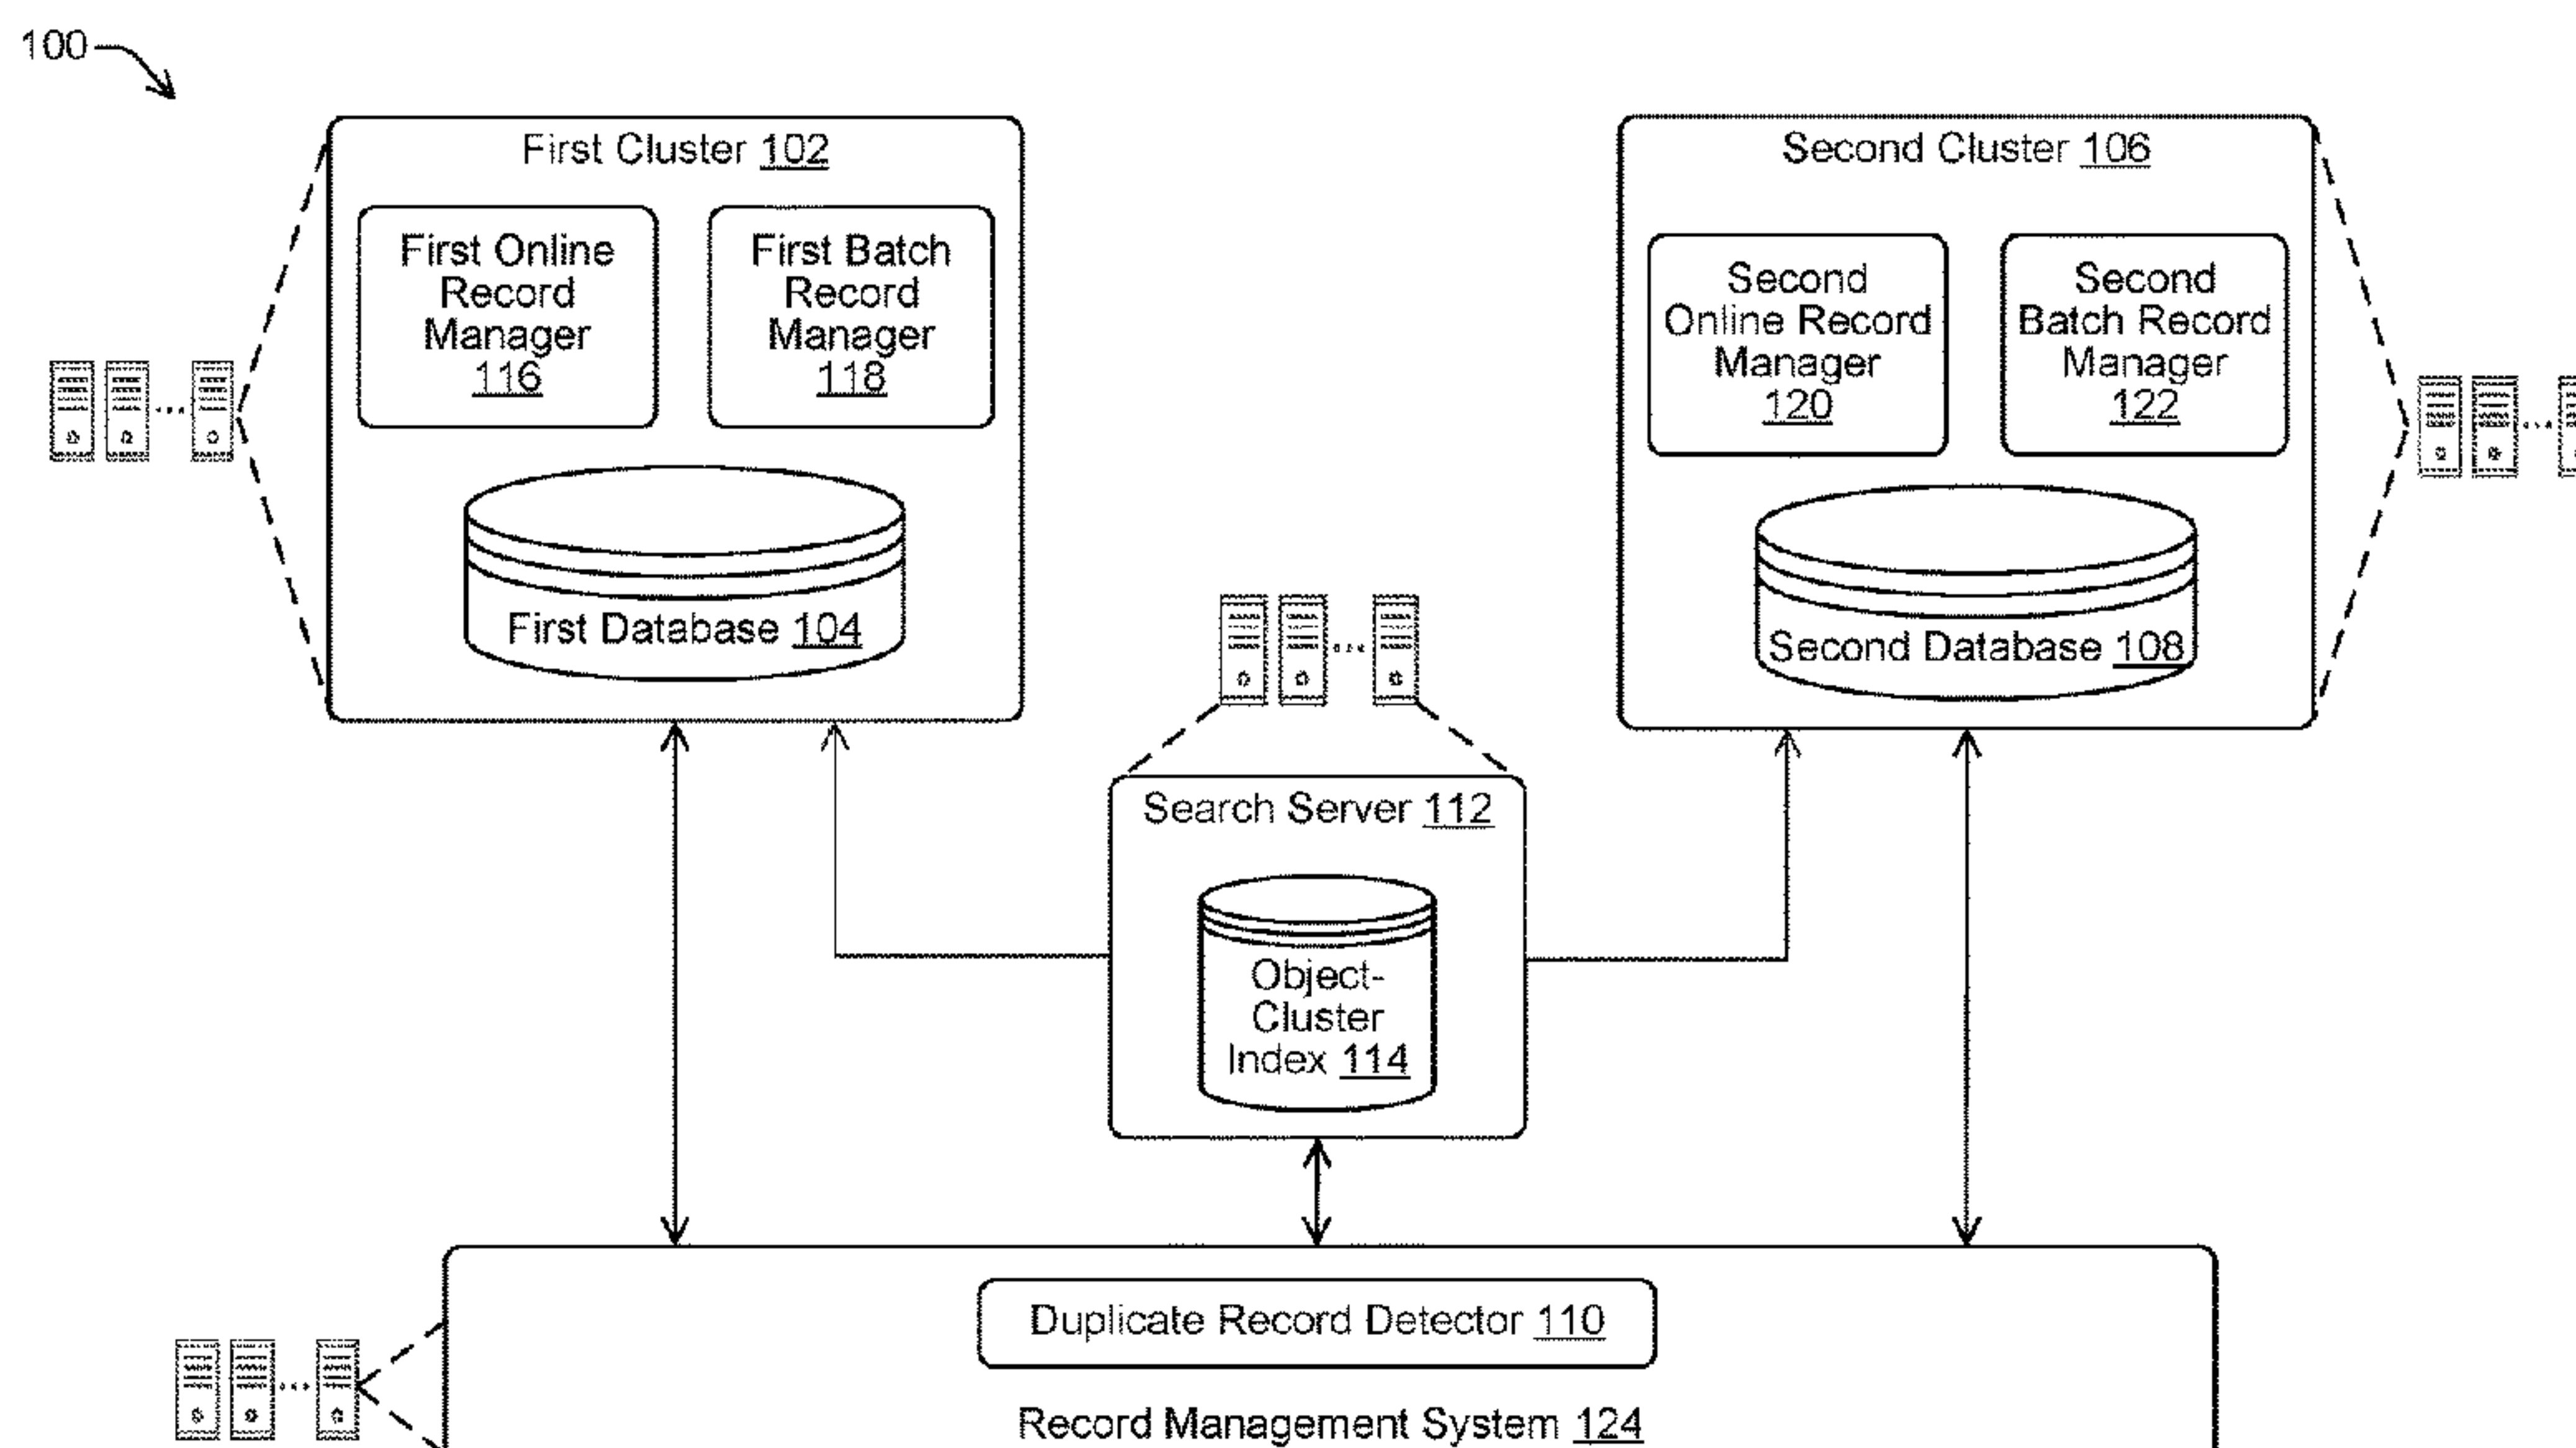 100
First Cluster 102
First Online
Record
Manager
116
First Batch
Record
Manager
118
First Database 104
Second Cluster 106
Second
Online Record
Manager
120
Second
Batch Record
Manager
122
Second Database 108
Search Server 112
Object-
Cluster
Index 114
Duplicate Record Detector 110
Record Management System 124